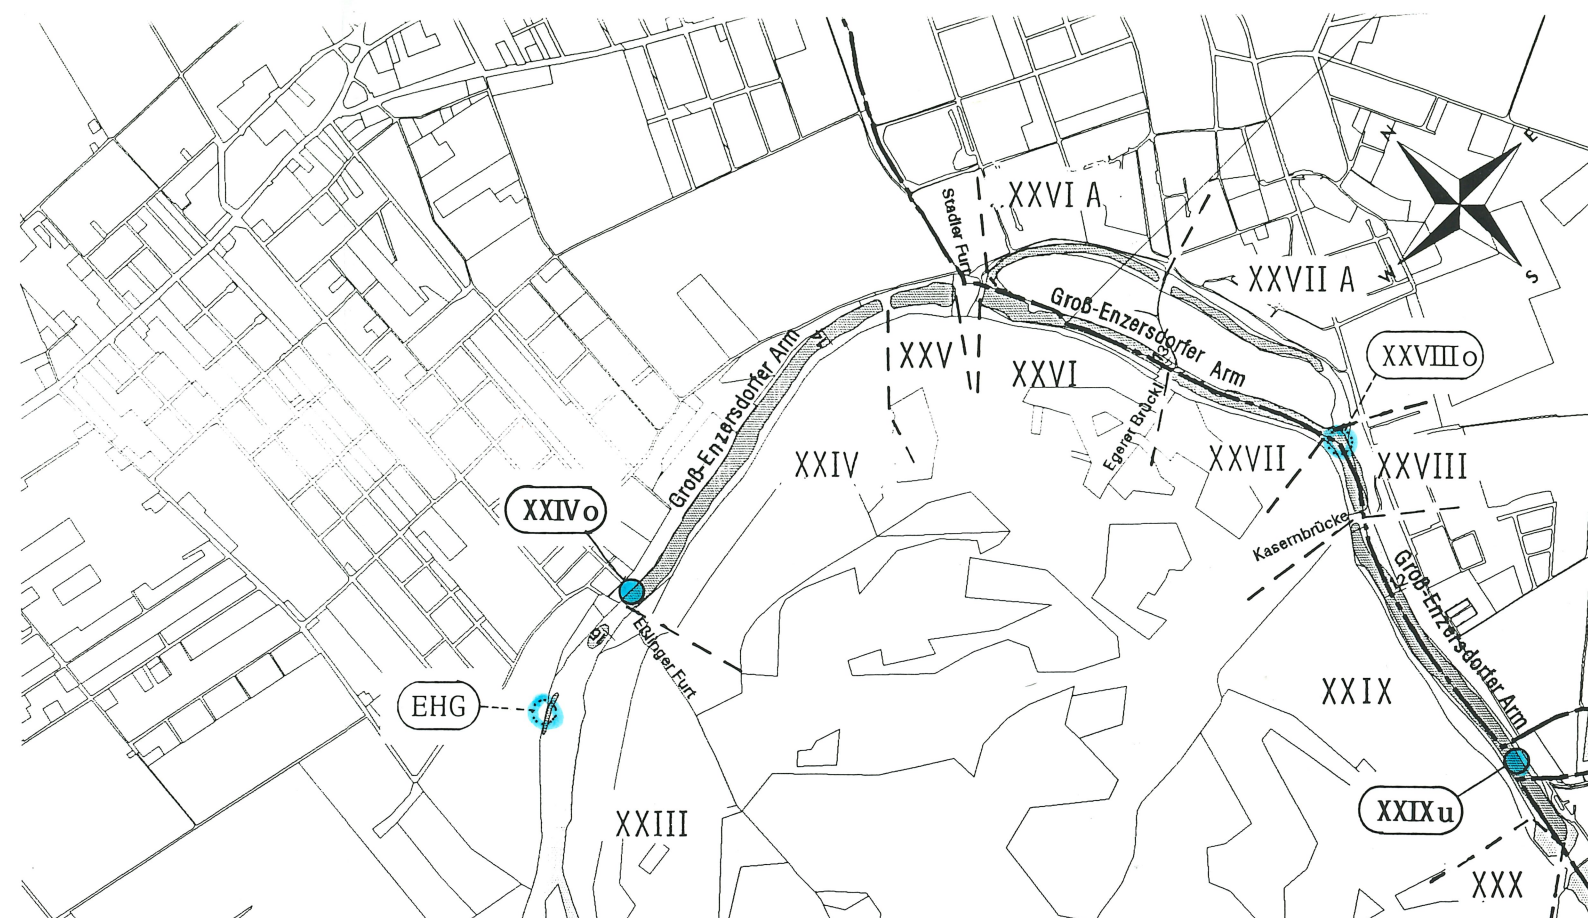 N
E
S
W
XXVI A
XXVII A
Stadler Furt
Groß-Enzersdorfer Arm
XXVIII o
XXV
XXVI
Egerer Brückl
XXVII
XXVIII
XXIV
Groß-Enzersdorfer Arm
XXIV o
Kasernbrücke
Groß-Enzersdorfer Arm
Eßlinger Furt
EHG
XXIX
XXIX u
XXIII
XXX